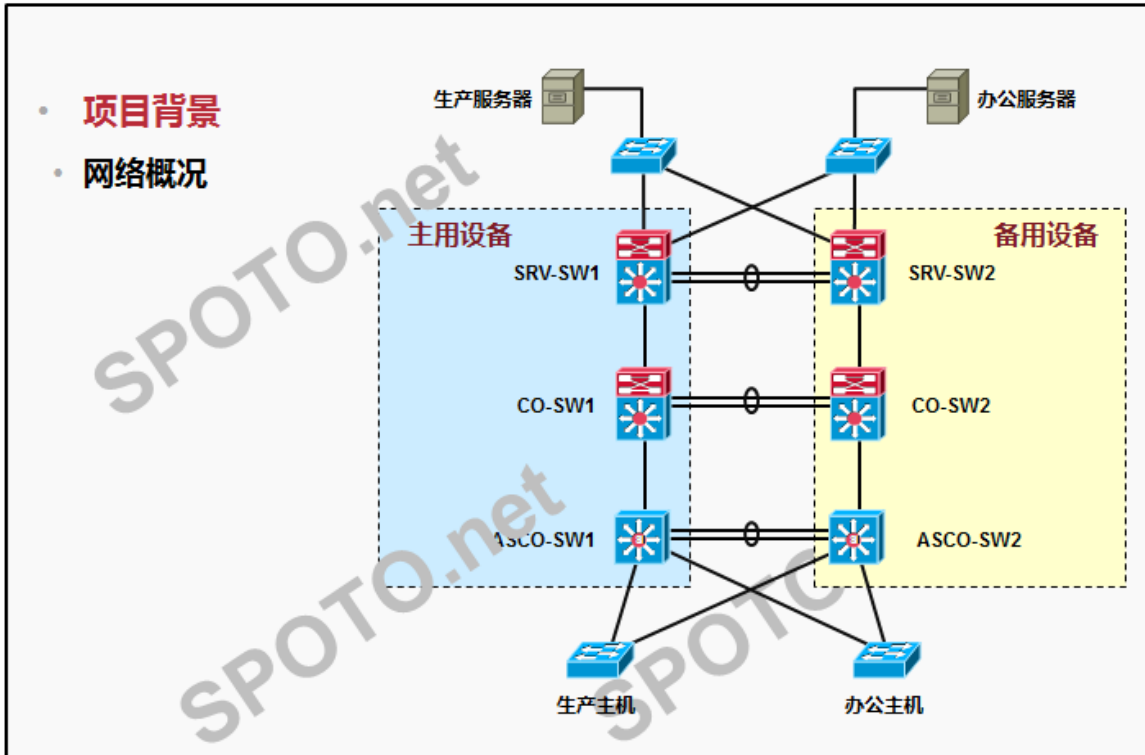 生产服务器
办公服务器
• 项目背景
• 网络概况
主用设备
备用设备
SRV-SW1
SRV-SW2
CO-SW1
CO-SW2
ASCO-SW1
ASCO-SW2
生产主机
办公主机
SPOTO.net
SPOTO.net
SPOTO